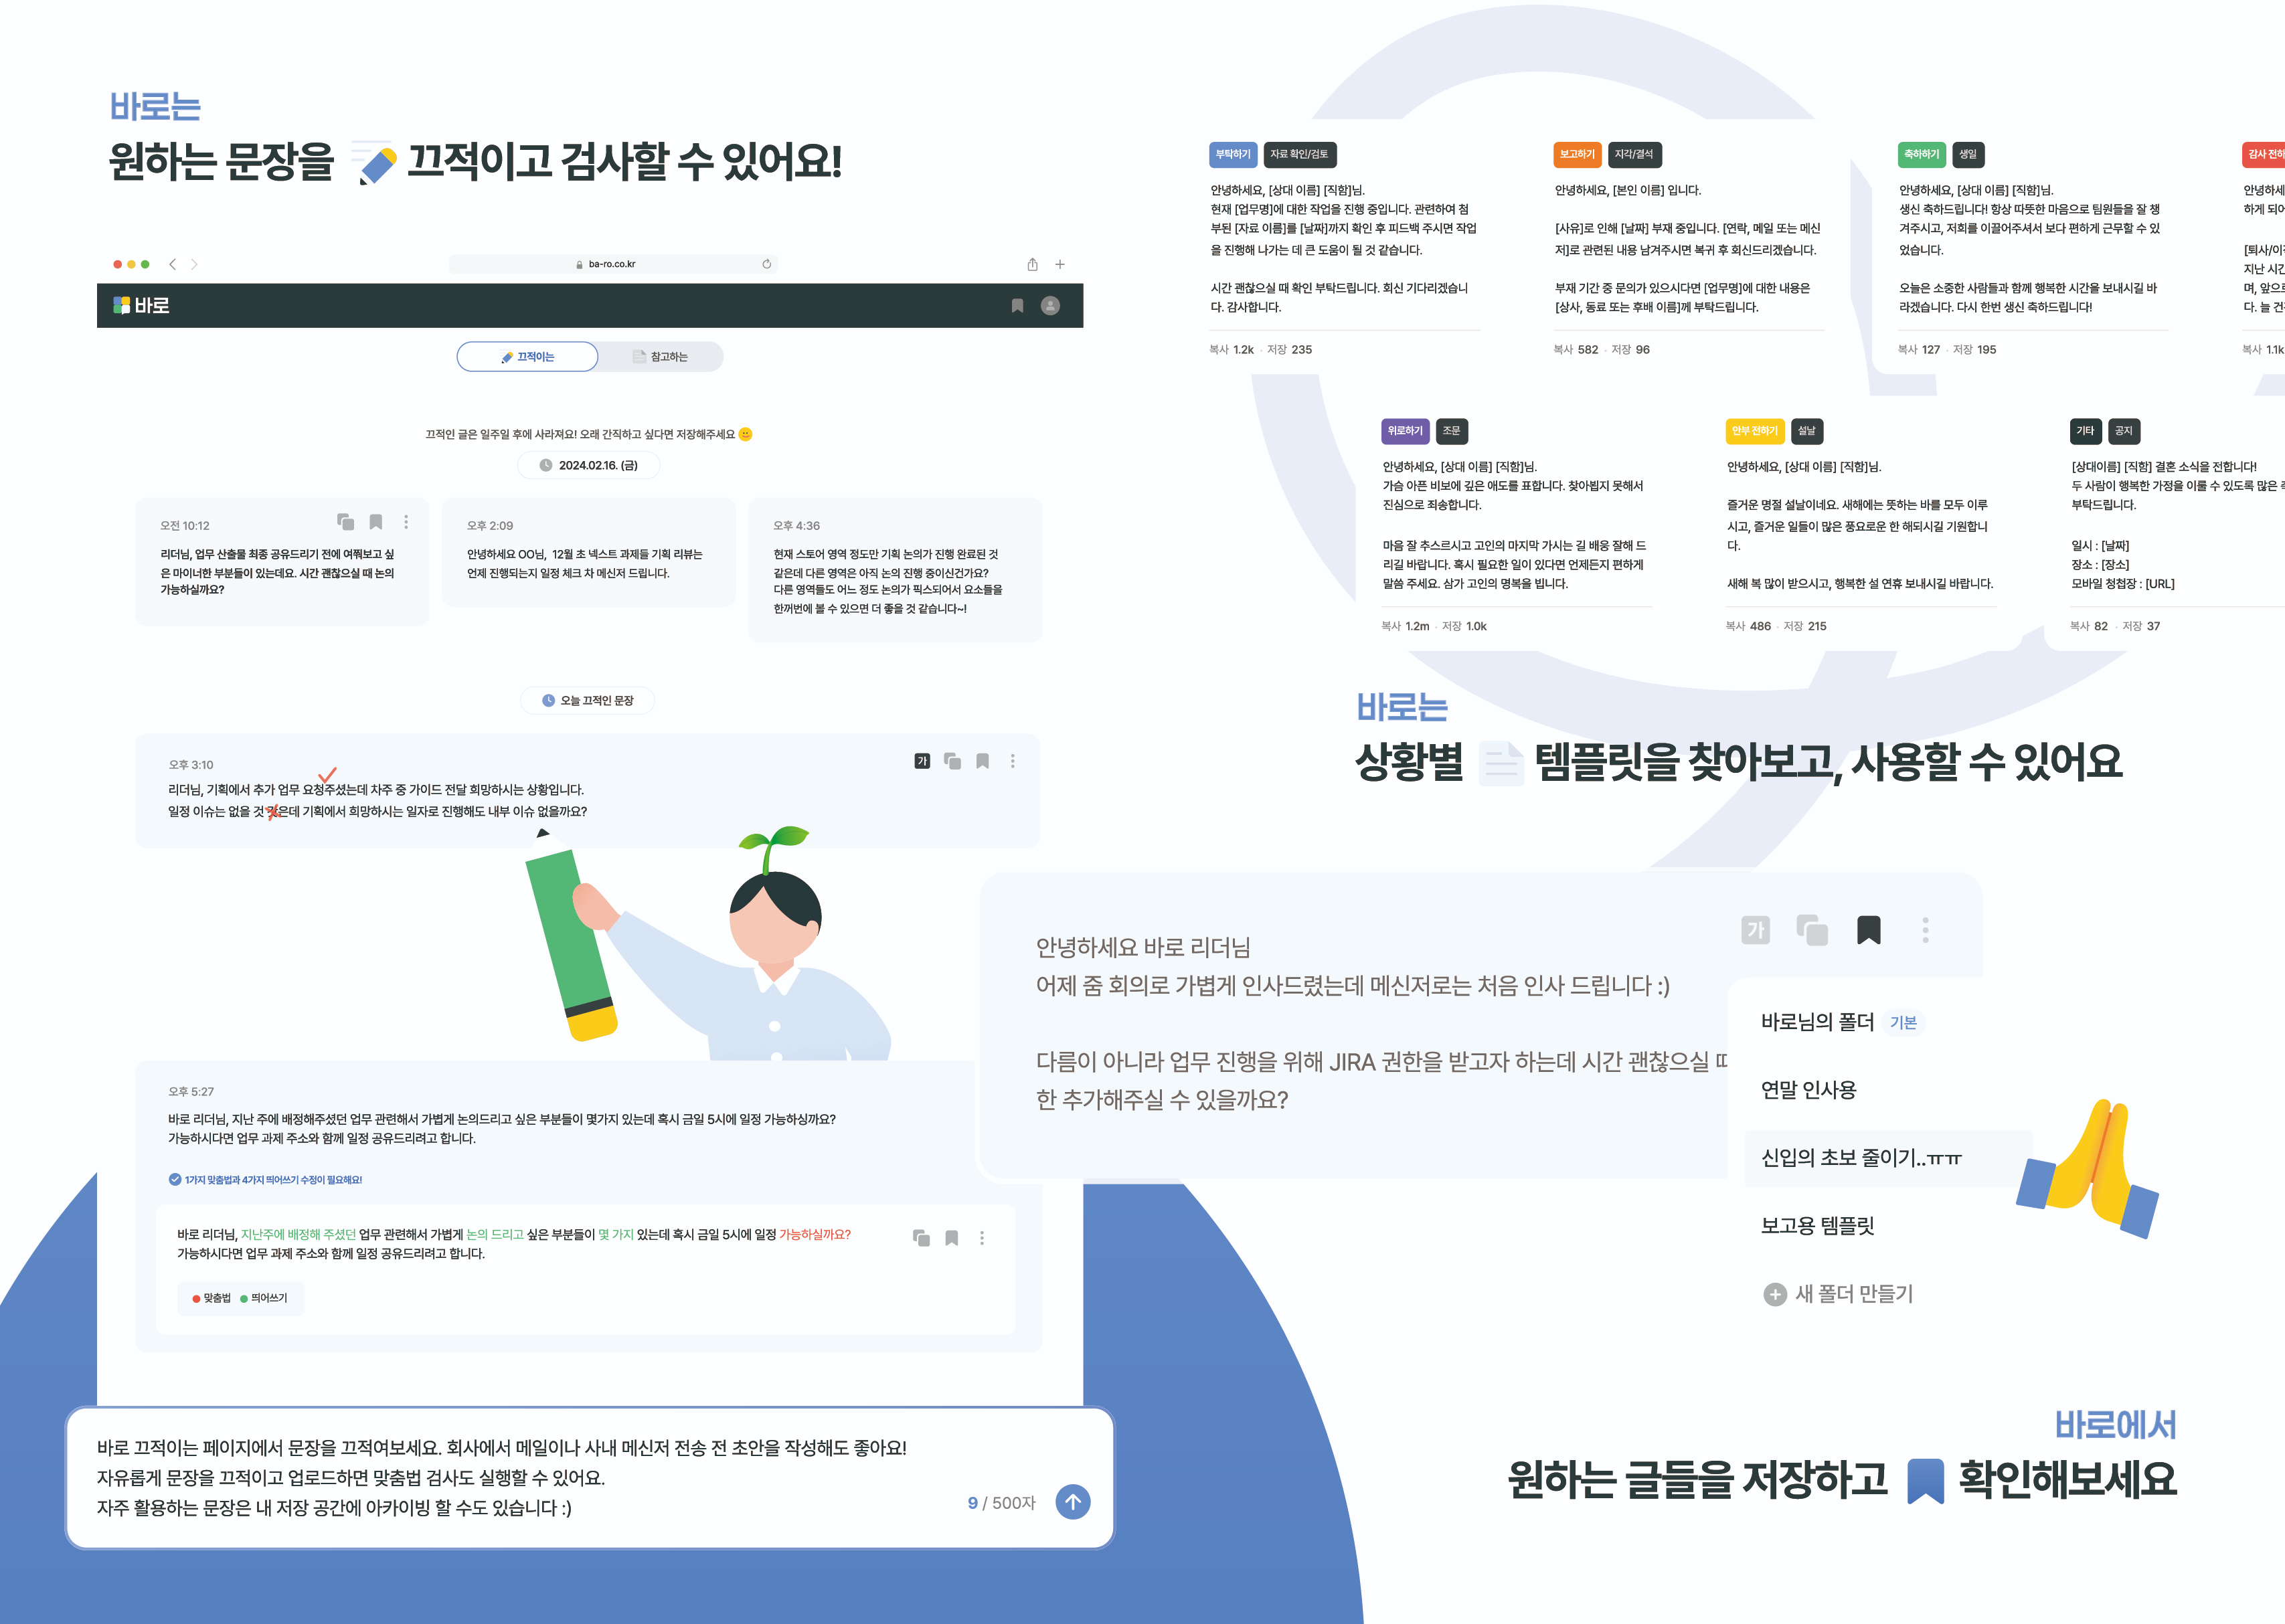 바로는
원하는 문장을 끄적이고 검사할 수 있어요!
ba-ro.co.kr
바로
끄적이는
참고하는
끄적인 글은 일주일 후에 사라져요! 오래 간직하고 싶다면 저장해주세요
2024.02.16. (금)
오전 10:12
리더님, 업무 산출물 최종 공유드리기 전에 여쭤보고 싶
은 마이너한 부분들이 있는데요. 시간 괜찮으실 때 논의
가능하실까요?
오후 2:09
안녕하세요 OO님, 12월 초 넥스트 과제들 기획 리뷰는
언제 진행되는지 일정 체크 차 메신저 드립니다.
오후 4:36
현재 스토어 영역 정도만 기획 논의가 진행 완료된 것
같은데 다른 영역은 아직 논의 진행 중이신건가요?
다른 영역들도 어느 정도 논의가 픽스되어서 요소들을
한꺼번에 볼 수 있으면 더 좋을 것 같습니다~!
오늘 끄적인 문장
오후 3:10
가
리더님, 기획에서 추가 업무 요청주셨는데 차주 중 가이드 전달 희망하시는 상황입니다.
일정 이슈는 없을 것 같은데 기획에서 희망하시는 일자로 진행해도 내부 이슈 없을까요?
오후 5:27
바로 리더님, 지난 주에 배정해주셨던 업무 관련해서 가볍게 논의드리고 싶은 부분들이 몇가지 있는데 혹시 금일 5시에 일정 가능하싱까요?
가능하시다면 업무 과제 주소와 함께 일정 공유드리려고 합니다.
1가지 맞춤법과 4가지 띄어쓰기 수정이 필요해요!
바로 리더님, 지난주에 배정해 주셨던 업무 관련해서 가볍게 논의 드리고 싶은 부분들이 몇 가지 있는데 혹시 금일 5시에 일정 가능하실까요?
가능하시다면 업무 과제 주소와 함께 일정 공유드리려고 합니다.
맞춤법 띄어쓰기
바로 끄적이는 페이지에서 문장을 끄적여보세요. 회사에서 메일이나 사내 메신저 전송 전 초안을 작성해도 좋아요!
자유롭게 문장을 끄적이고 업로드하면 맞춤법 검사도 실행할 수 있어요.
자주 활용하는 문장은 내 저장 공간에 아카이빙 할 수도 있습니다 :)
9 / 500자
부탁하기 자료 확인/검토
안녕하세요, [상대 이름] [직함]님.
현재 [업무명]에 대한 작업을 진행 중입니다. 관련하여 첨
부된 [자료 이름]를 [날짜]까지 확인 후 피드백 주시면 작업
을 진행해 나가는 데 큰 도움이 될 것 같습니다.
시간 괜찮으실 때 확인 부탁드립니다. 회신 기다리겠습니
다. 감사합니다.
복사 1.2k · 저장 235
보고하기 지각/결석
안녕하세요, [본인 이름] 입니다.
[사유]로 인해 [날짜] 부재 중입니다. [연락, 메일 또는 메신
저]로 관련된 내용 남겨주시면 복귀 후 회신드리겠습니다.
부재 기간 중 문의가 있으시다면 [업무명]에 대한 내용은
[상사, 동료 또는 후배 이름]께 부탁드립니다.
복사 582 · 저장 96
축하하기 생일
안녕하세요, [상대 이름] [직함]님.
생신 축하드립니다! 항상 따뜻한 마음으로 팀원들을 잘 챙
겨주시고, 저희를 이끌어주셔서 보다 편하게 근무할 수 있
었습니다.
오늘은 소중한 사람들과 함께 행복한 시간을 보내시길 바
라겠습니다. 다시 한번 생신 축하드립니다!
복사 127 · 저장 195
감사 전하
안녕하세
하게 되어
[퇴사/이
지난 시간
며, 앞으로
다. 늘 건
복사 1.1k
위로하기 조문
안녕하세요, [상대 이름] [직함]님.
가슴 아픈 비보에 깊은 애도를 표합니다. 찾아뵙지 못해서
진심으로 죄송합니다.
마음 잘 추스르시고 고인의 마지막 가시는 길 배웅 잘해 드
리길 바랍니다. 혹시 필요한 일이 있다면 언제든지 편하게
말씀 주세요. 삼가 고인의 명복을 빕니다.
복사 1.2m · 저장 1.0k
안부 전하기 설날
안녕하세요, [상대 이름] [직함]님.
즐거운 명절 설날이네요. 새해에는 뜻하는 바를 모두 이루
시고, 즐거운 일들이 많은 풍요로운 한 해되시길 기원합니
다.
새해 복 많이 받으시고, 행복한 설 연휴 보내시길 바랍니다.
복사 486 · 저장 215
기타 공지
[상대이름] [직함] 결혼 소식을 전합니다!
두 사람이 행복한 가정을 이룰 수 있도록 많은
부탁드립니다.
일시 : [날짜]
장소 : [장소]
모바일 청첩장 : [URL]
복사 82 · 저장 37
바로는
상황별 템플릿을 찾아보고, 사용할 수 있어요
가
안녕하세요 바로 리더님
어제 줌 회의로 가볍게 인사드렸는데 메신저로는 처음 인사 드립니다 :)
다름이 아니라 업무 진행을 위해 JIRA 권한을 받고자 하는데 시간 괜찮으실
한 추가해주실 수 있을까요?
바로님의 폴더 기본
연말 인사용
신입의 초보 줄이기..ㅠㅠ
보고용 템플릿
새 폴더 만들기
바로에서
원하는 글들을 저장하고 확인해보세요